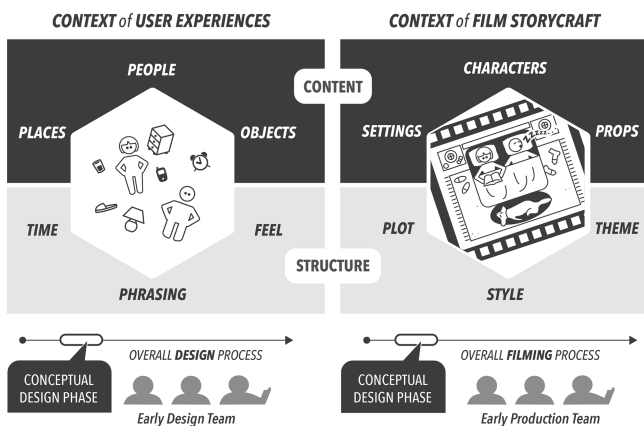 CONTEXT of USER EXPERIENCES
CONTEXT of FILM STORYCRAFT
PEOPLE
CHARACTERS
CONTENT
PLACES
OBJECTS
SETTINGS
PROPS
ZZZZZZ
TIME
FEEL
PLOT
THEME
STRUCTURE
PHRASING
STYLE
OVERALL DESIGN PROCESS
OVERALL FILMING PROCESS
CONCEPTUAL
DESIGN PHASE
CONCEPTUAL
DESIGN PHASE
Early Design Team
Early Production Team